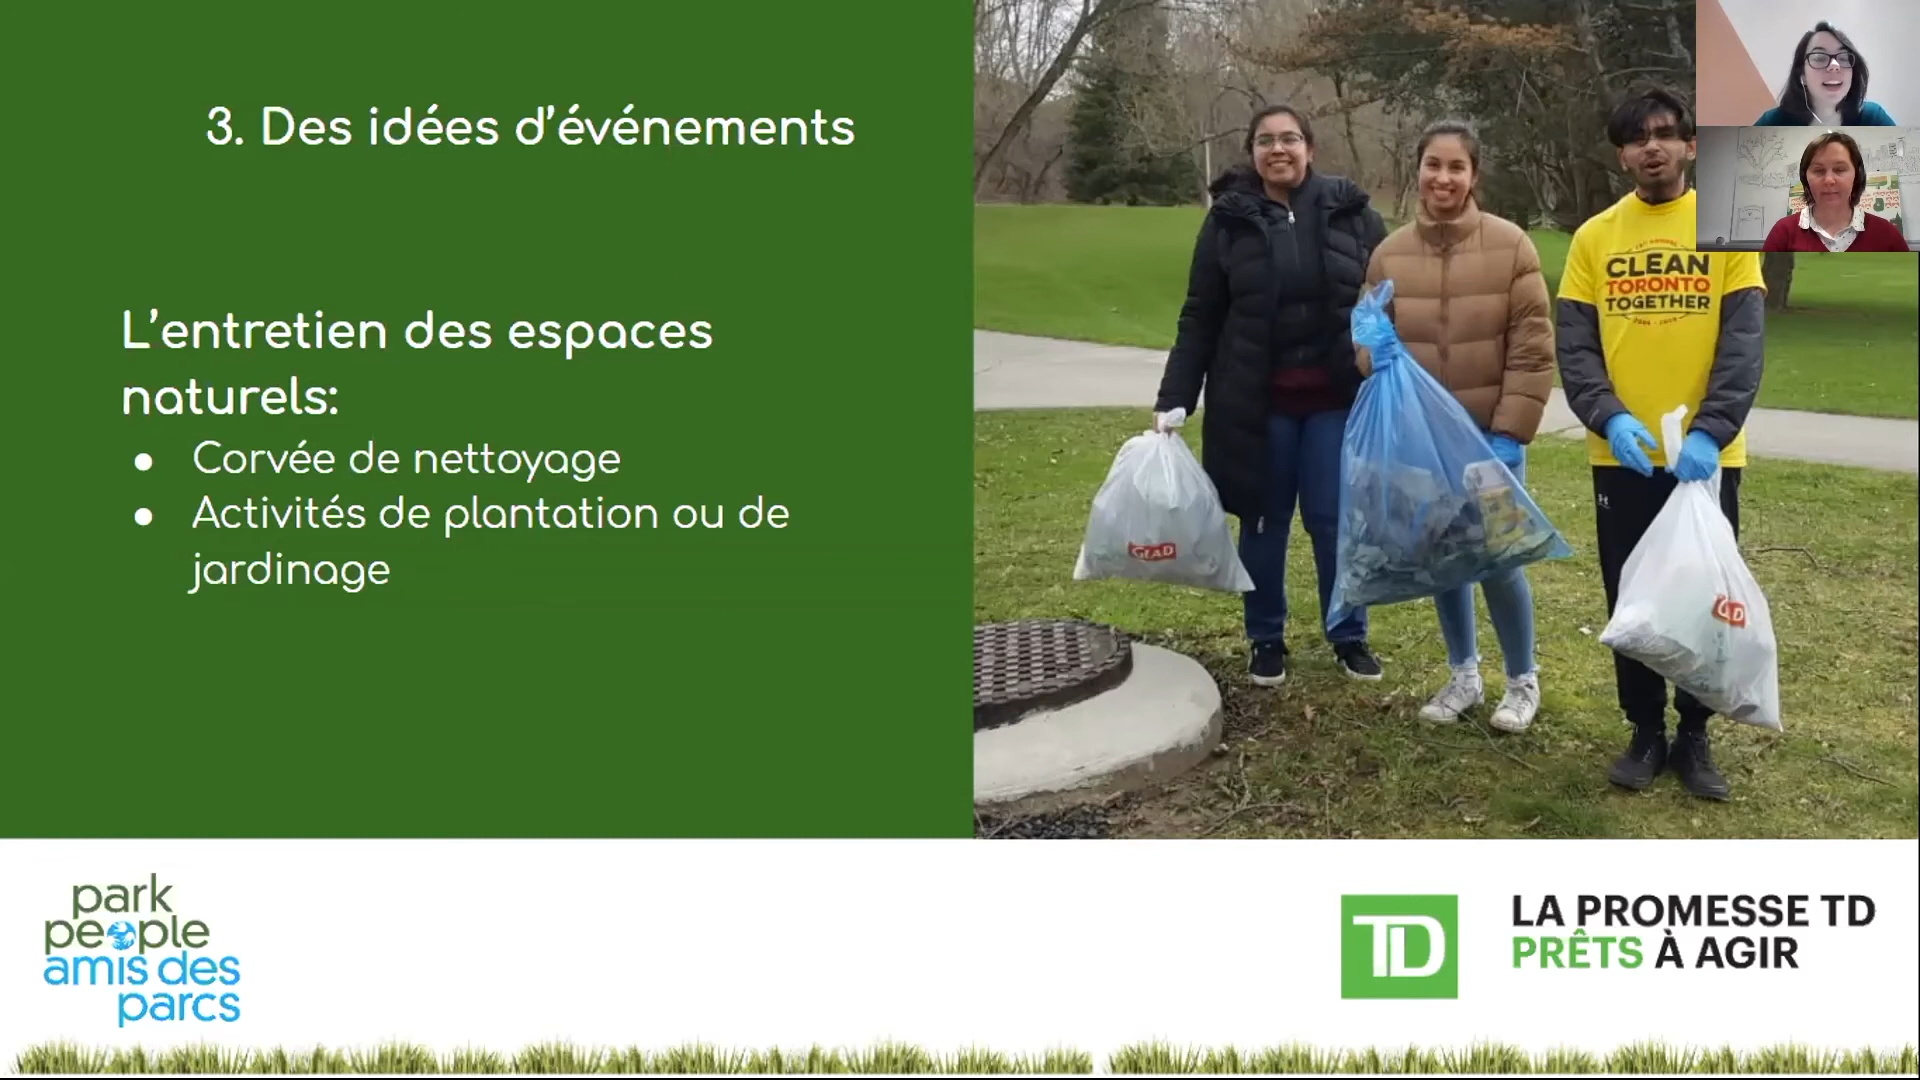 3. Des idées d'événements
L'entretien des espaces
naturels:
● Corvée de nettoyage
● Activités de plantation ou de
jardinage
CLEAN
TORONTO
TOGETHER
GLAD
park
people
amis des
parcs
TD
LA PROMESSE TD
PRÊTS À AGIR